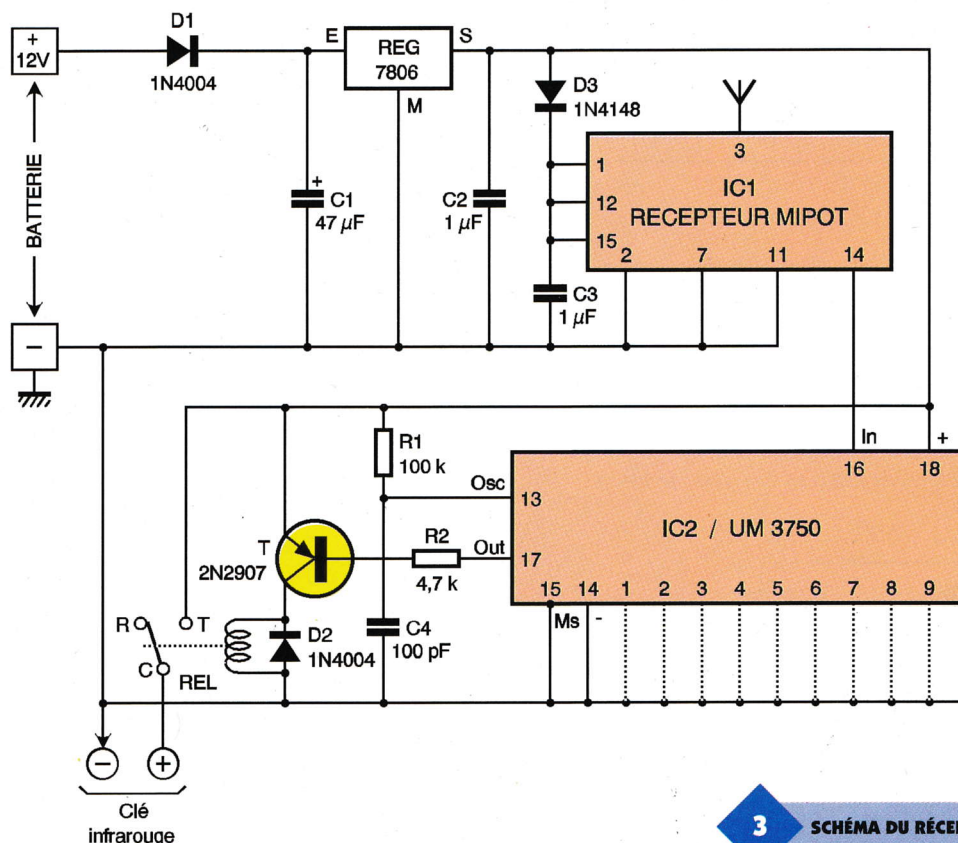 +
12V
BATTERIE
–
D1
1N4004
E
REG
7806
S
M
+
C1
47 µF
C2
1 µF
D3
1N4148
C3
1 µF
3
IC1
RECEPTEUR MIPOT
1
12
15
2
7
11
14
R1
100 k
Osc
In
+
16
18
13
IC2 / UM 3750
17
Out
R2
4,7 k
T
2N2907
15
14
1
2
3
4
5
6
7
8
9
Ms
-
C4
100 pF
D2
1N4004
R
T
C
REL
–
+
Clé
infrarouge
3
SCHÉMA DU RÉCE